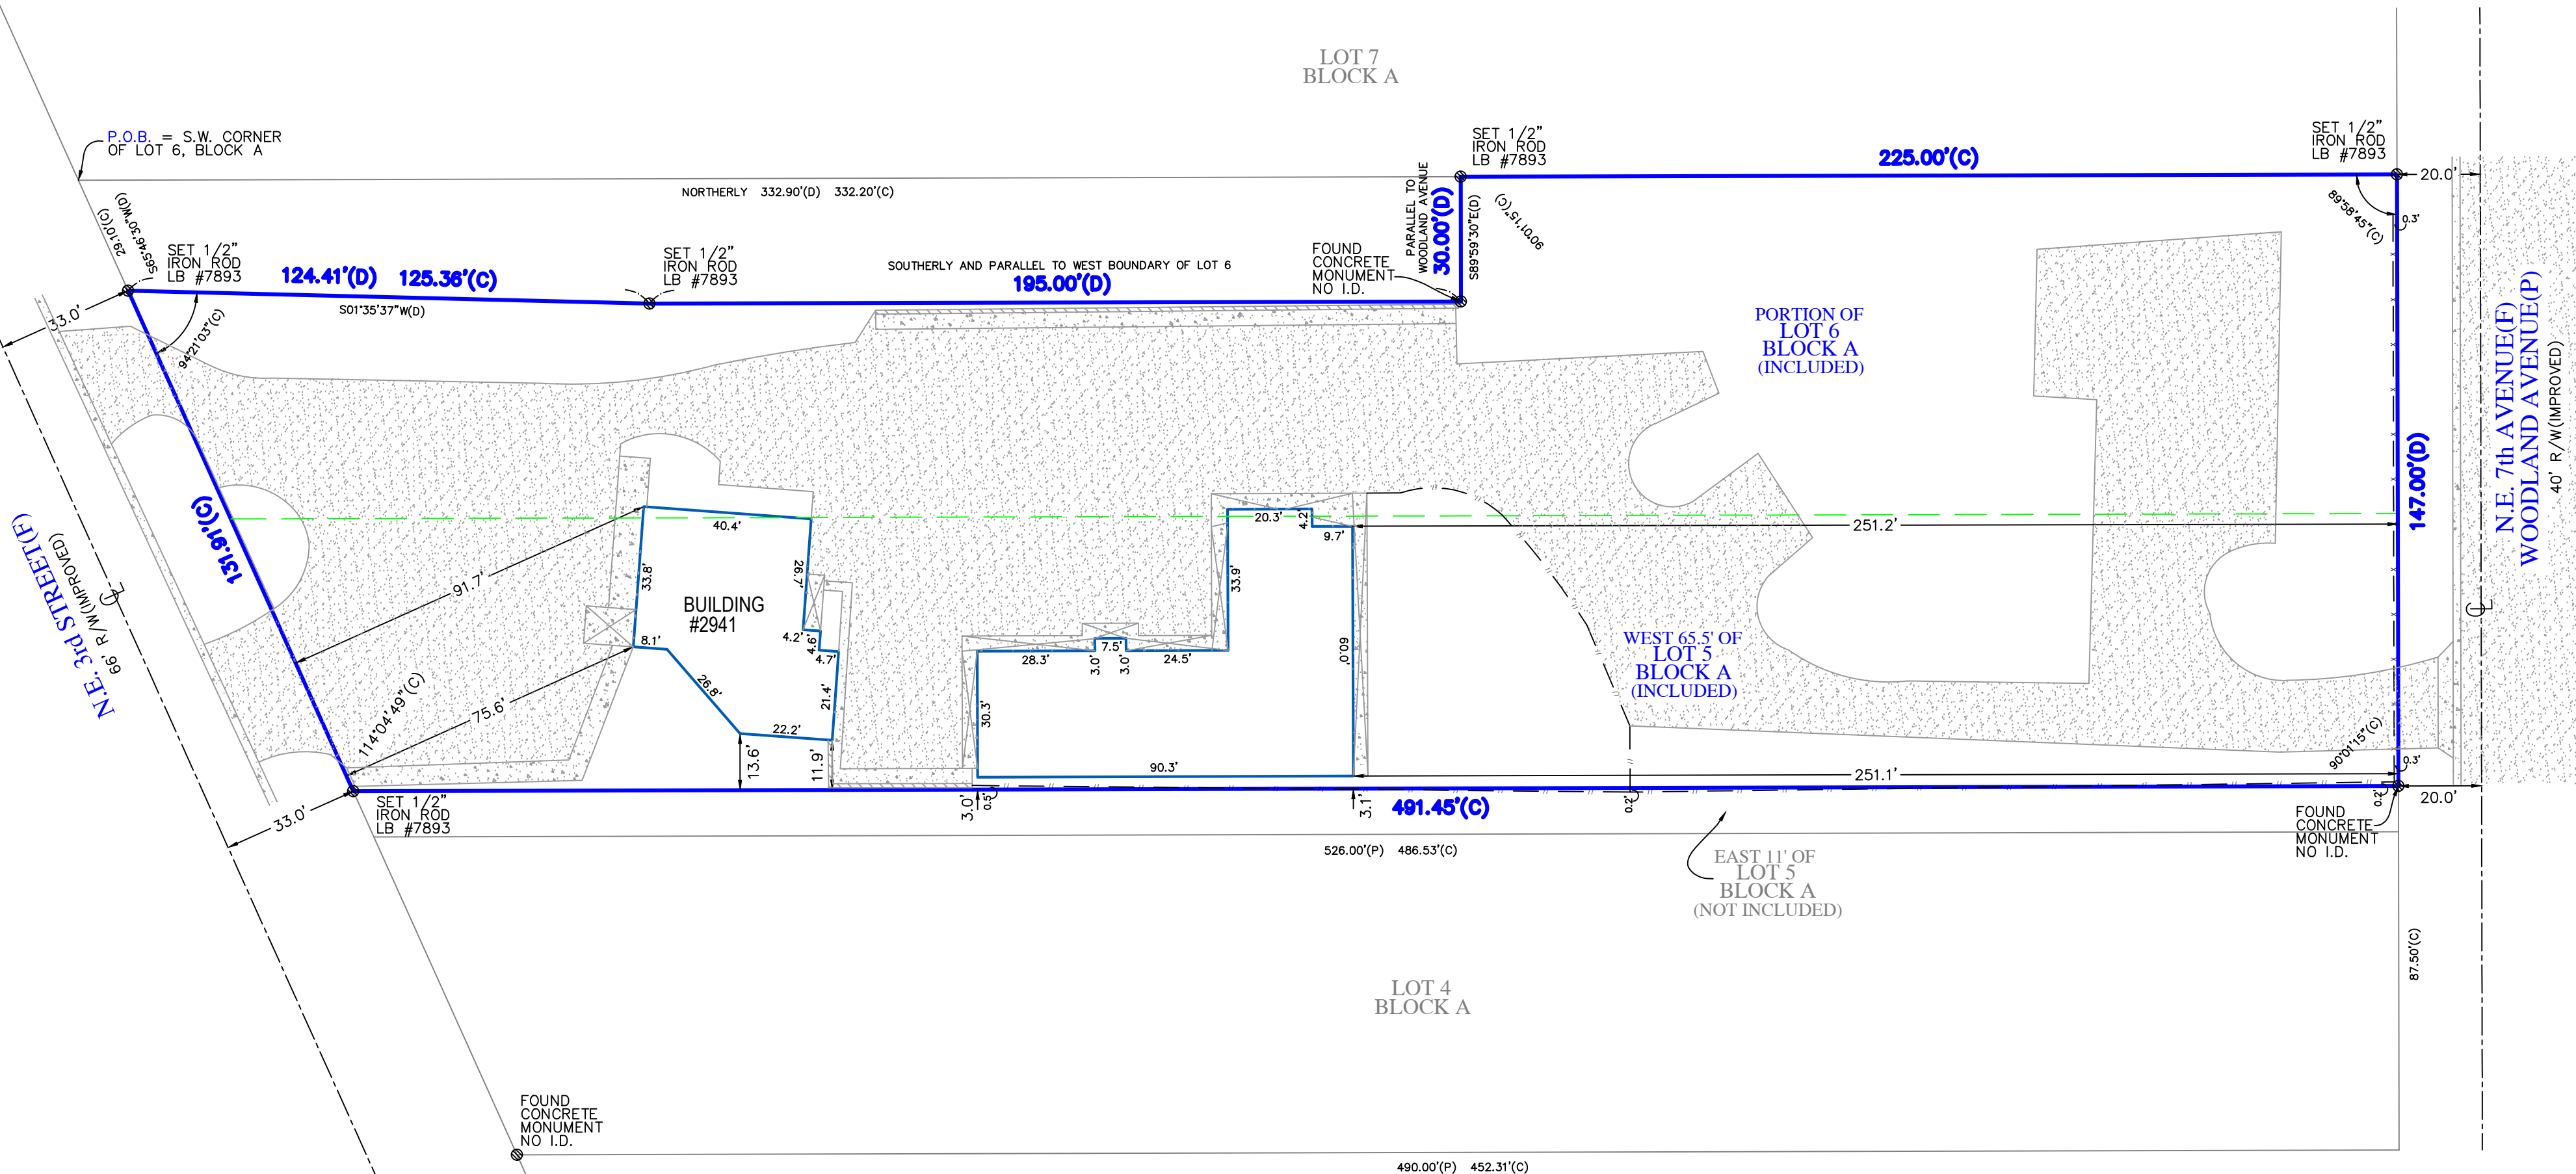 LOT 7
BLOCK A
P.O.B. = S.W. CORNER
OF LOT 6, BLOCK A
NORTHERLY 332.90'(D) 332.20'(C)
SET 1/2"
IRON ROD
LB #7893
225.00'(C)
SET 1/2"
IRON ROD
LB #7893
20.0'
29.10'(C)
S65°46'30"W(D)
SET 1/2"
IRON ROD
LB #7893
124.41'(D) 125.36'(C)
S01°35'37"W(D)
SET 1/2"
IRON ROD
LB #7893
SOUTHERLY AND PARALLEL TO WEST BOUNDARY OF LOT 6
195.00'(D)
FOUND
CONCRETE
MONUMENT
NO I.D.
PARALLEL TO
WOODLAND AVENUE
30.00'(D)
S89°59'30"E(D)
90°01'15"(C)
89°58'45"(C)
0.3'
33.0'
94°21'03"(C)
PORTION OF
LOT 6
BLOCK A
(INCLUDED)
N.E. 7th AVENUE(F)
WOODLAND AVENUE(P)
40' R/W(IMPROVED)
147.00'(D)
131.91'(C)
N.E. 3rd STREET(F)
66' R/W(IMPROVED)
91.7'
75.6'
114°04'49"(C)
40.4'
33.8'
26.7'
BUILDING
#2941
8.1'
4.2'
4.6'
4.7'
26.8'
21.4'
22.2'
13.6'
11.9'
20.3'
4.2'
9.7'
33.9'
60.0'
28.3'
3.0'
7.5'
3.0'
24.5'
30.3'
90.3'
251.2'
WEST 65.5' OF
LOT 5
BLOCK A
(INCLUDED)
251.1'
90°01'15"(C)
0.3'
33.0'
SET 1/2"
IRON ROD
LB #7893
3.0'
0.5'
3.1'
491.45'(C)
0.2'
0.2'
20.0'
FOUND
CONCRETE
MONUMENT
NO I.D.
526.00'(P) 486.53'(C)
EAST 11' OF
LOT 5
BLOCK A
(NOT INCLUDED)
87.50'(C)
LOT 4
BLOCK A
FOUND
CONCRETE
MONUMENT
NO I.D.
490.00'(P) 452.31'(C)